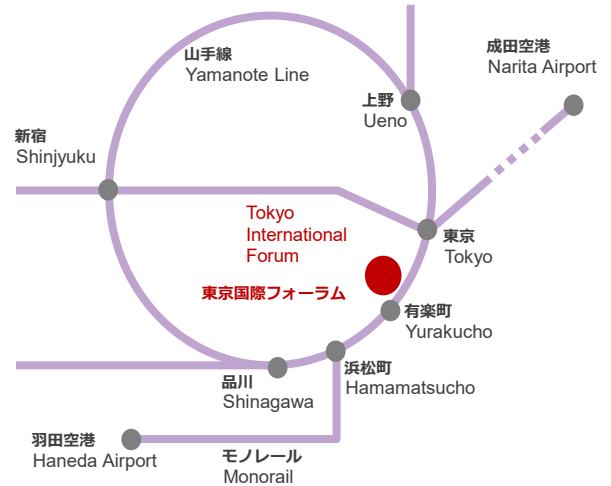 山手線
Yamanote Line
成田空港
Narita Airport
上野
Ueno
新宿
Shinjyuku
Tokyo
International
Forum
東京国際フォーラム
東京
Tokyo
有楽町
Yurakucho
浜松町
Hamamatsucho
品川
Shinagawa
羽田空港
Haneda Airport
モノレール
Monorail